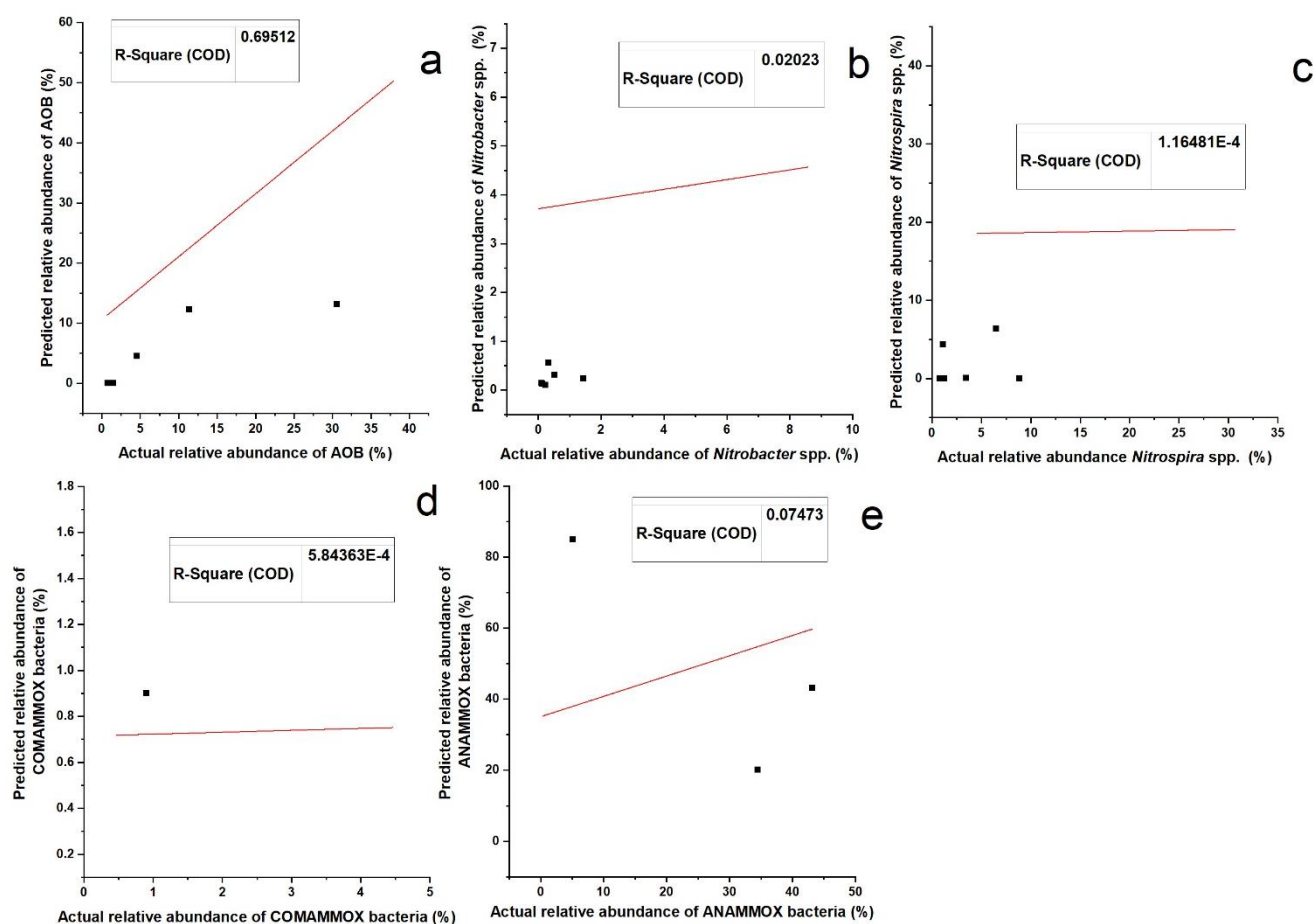 a
R-Square (COD) 0.69512
Predicted relative abundance of AOB (%)
60
50
40
30
20
10
0
0 5 10 15 20 25 30 35 40
Actual relative abundance of AOB (%)
b
R-Square (COD) 0.02023
Predicted relative abundance of Nitrobacter spp. (%)
7
6
5
4
3
2
1
0
0 2 4 6 8 10
Actual relative abundance of Nitrobacter spp. (%)
c
R-Square (COD) 1.16481E-4
Predicted relative abundance of Nitrospira spp. (%)
40
30
20
10
0
0 5 10 15 20 25 30 35
Actual relative abundance Nitrospira spp. (%)
d
R-Square (COD) 5.84363E-4
Predicted relative abundance of
COMAMMOX bacteria (%)
1.8
1.6
1.4
1.2
1.0
0.8
0.6
0.4
0.2
0 1 2 3 4 5
Actual relative abundance of COMAMMOX bacteria (%)
e
R-Square (COD) 0.07473
Predicted relative abundance of
ANAMMOX bacteria (%)
100
80
60
40
20
0
0 10 20 30 40 50
Actual relative abundance of ANAMMOX bacteria (%)